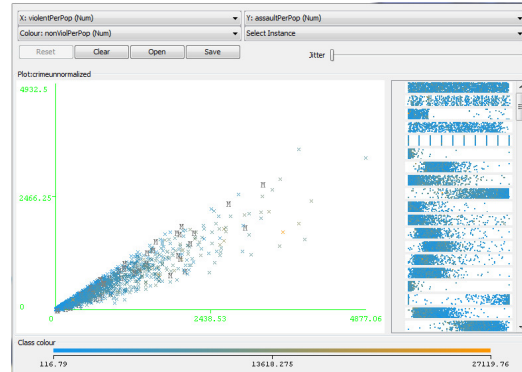 X: violentPerPop (Num)
Y: assaultPerPop (Num)
Colour: nonViolPerPop (Num)
Select Instance
Reset
Clear
Open
Save
Jitter
Plot:crimeunnormalized
4932.5
2466.25
0
0
2438.53
4877.06
Class colour
116.79
13618.275
27119.76